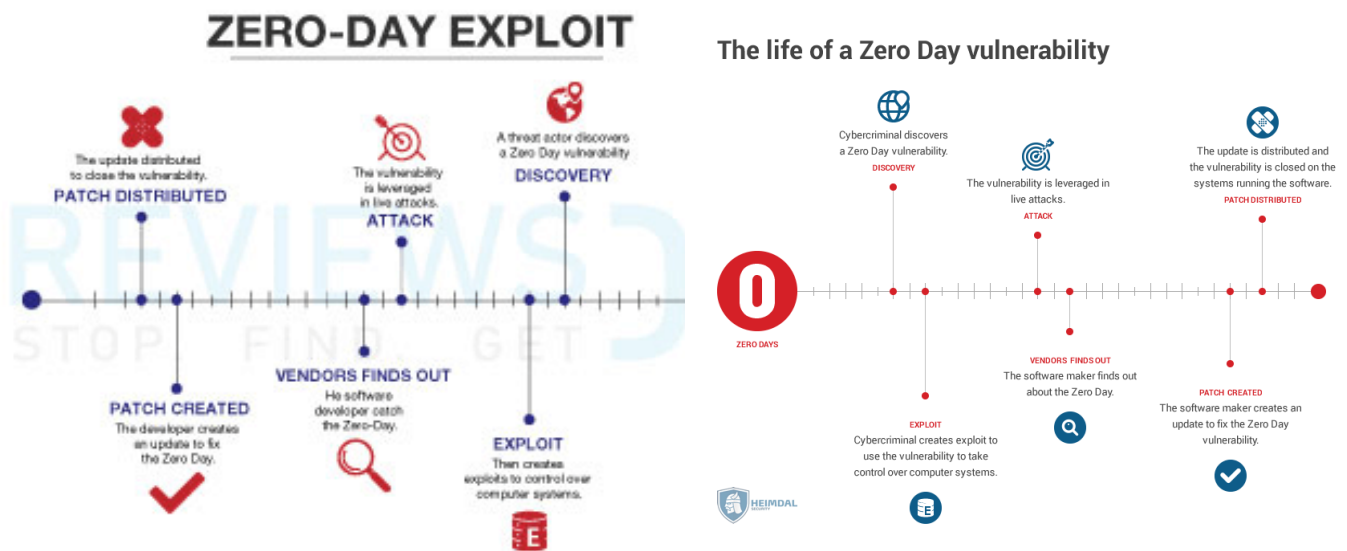 ZERO-DAY EXPLOIT
The update distributed
to close the vulnerability.
PATCH DISTRIBUTED
The vulnerability
is leveraged
in live attacks.
ATTACK
A threat actor discovers
a Zero Day vulnerability
DISCOVERY
REVIEWS
STOP. FIND. GET
PATCH CREATED
The developer creates
an update to fix
the Zero Day.
VENDORS FINDS OUT
He software
developer catch
the Zero-Day.
EXPLOIT
Then creates
exploits to control over
computer systems.
E
The life of a Zero Day vulnerability
Cybercriminal discovers
a Zero Day vulnerability.
DISCOVERY
The vulnerability is leveraged in
live attacks.
ATTACK
The update is distributed and
the vulnerability is closed on the
systems running the software.
PATCH DISTRIBUTED
0
ZERO DAYS
EXPLOIT
Cybercriminal creates exploit to
use the vulnerability to take
control over computer systems.
E
VENDORS FINDS OUT
The software maker finds out
about the Zero Day.
PATCH CREATED
The software maker creates an
update to fix the Zero Day
vulnerability.
HEIMDAL
SECURITY